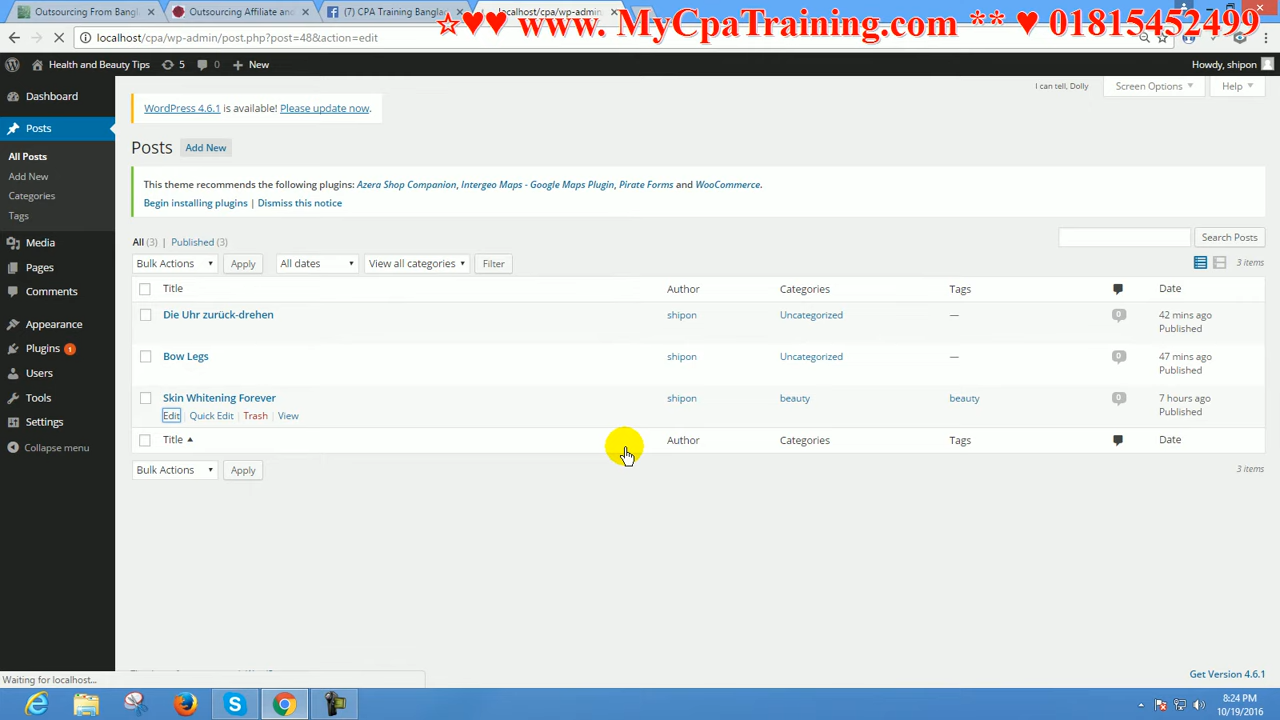 Outsourcing From Bangl
Outsourcing Affiliate and
(7) CPA Training Banglad
localhost/cpa/wp-admin
☆♥♥ www. MyCpaTraining.com ** ♥ 01815452499
localhost/cpa/wp-admin/post.php?post=48&action=edit
Health and Beauty Tips
5
0
New
Howdy, shipon
I can tell, Dolly
Screen Options
Help
Dashboard
Posts
All Posts
Add New
Categories
Tags
Media
Pages
Comments
Appearance
Plugins 1
Users
Tools
Settings
Collapse menu
WordPress 4.6.1 is available! Please update now.
Posts Add New
This theme recommends the following plugins: Azera Shop Companion, Intergeo Maps - Google Maps Plugin, Pirate Forms and WooCommerce.
Begin installing plugins | Dismiss this notice
All (3) | Published (3)
Search Posts
Bulk Actions Apply All dates View all categories Filter
3 items
Title Author Categories Tags Date
Die Uhr zurück-drehen shipon Uncategorized — 0 42 mins ago
Published
Bow Legs shipon Uncategorized — 0 47 mins ago
Published
Skin Whitening Forever shipon beauty beauty 0 7 hours ago
Edit | Quick Edit | Trash | View Published
Title Author Categories Tags Date
Bulk Actions Apply
3 items
Get Version 4.6.1
Waiting for localhost...
8:24 PM
10/19/2016